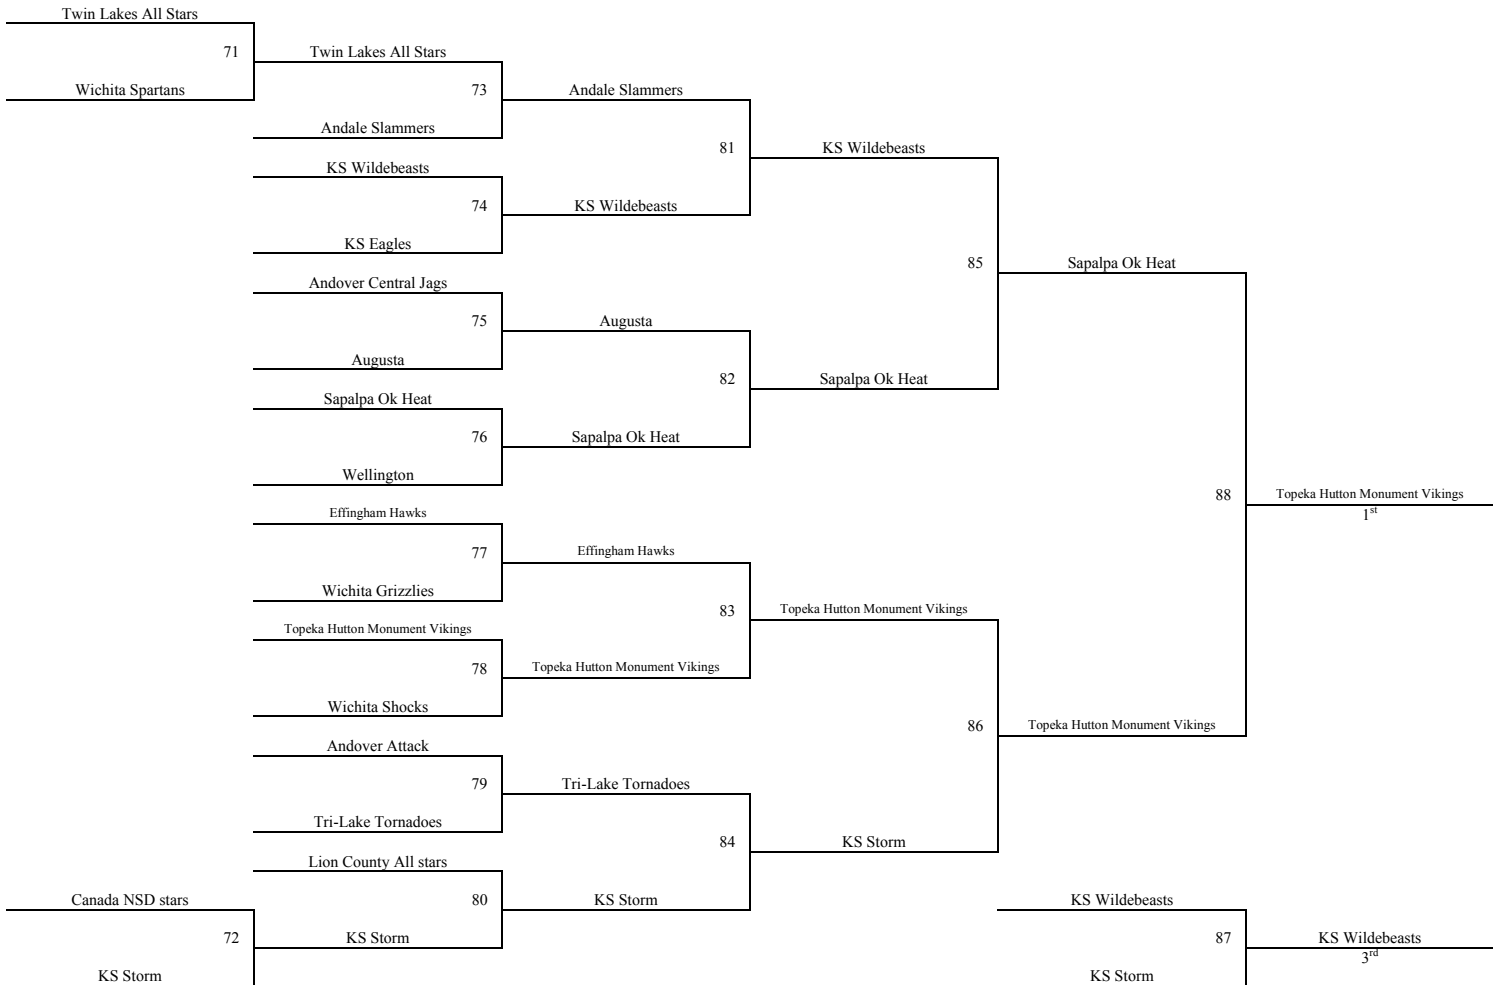 Twin Lakes All Stars
71
Twin Lakes All Stars
Wichita Spartans
73
Andale Slammers
Andale Slammers
81
KS Wildebeasts
KS Wildebeasts
74
KS Wildebeasts
KS Eagles
85
Sapalpa Ok Heat
Andover Central Jags
75
Augusta
Augusta
82
Sapalpa Ok Heat
Sapalpa Ok Heat
76
Sapalpa Ok Heat
Wellington
88
Topeka Hutton Monument Vikings
1st
Effingham Hawks
77
Effingham Hawks
Wichita Grizzlies
83
Topeka Hutton Monument Vikings
Topeka Hutton Monument Vikings
78
Topeka Hutton Monument Vikings
Wichita Shocks
86
Topeka Hutton Monument Vikings
Andover Attack
79
Tri-Lake Tornadoes
Tri-Lake Tornadoes
84
KS Storm
Lion County All stars
Canada NSD stars
80
KS Storm
KS Wildebeasts
72
KS Storm
87
KS Wildebeasts
3rd
KS Storm
KS Storm